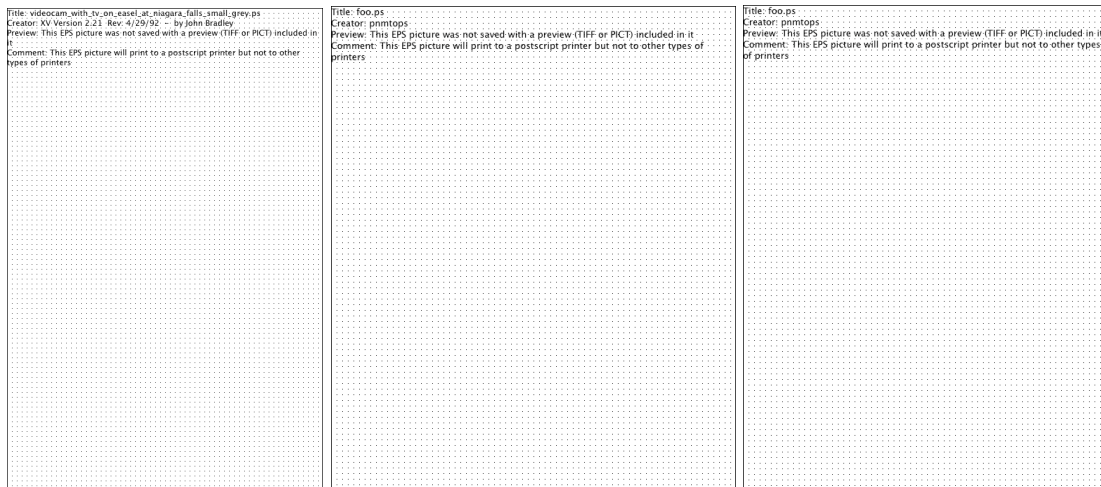 Title: videocam_with_tv_on_easel_at_niagara_falls_small_grey.ps
Creator: XV Version 2.21 Rev: 4/29/92 - by John Bradley
Preview: This EPS picture was not saved with a preview (TIFF or PICT) included in
it
Comment: This EPS picture will print to a postscript printer but not to other
types of printers
Title: foo.ps
Creator: pnmtops
Preview: This EPS picture was not saved with a preview (TIFF or PICT) included in it
Comment: This EPS picture will print to a postscript printer but not to other types of
printers
Title: foo.ps
Creator: pnmtops
Preview: This EPS picture was not saved with a preview (TIFF or PICT) included in it
Comment: This EPS picture will print to a postscript printer but not to other types
of printers